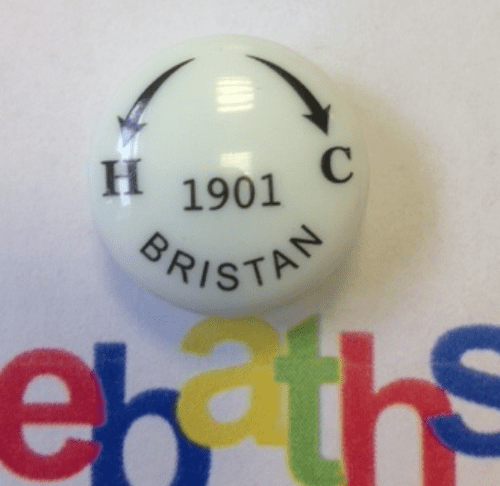 H C
1901
BRISTAN
ebaths